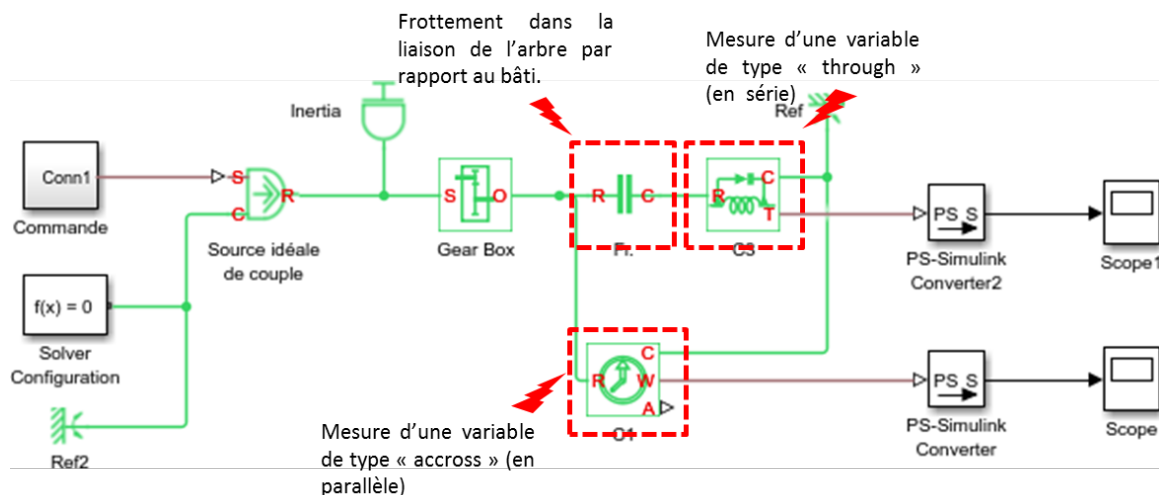 Frottement dans la
liaison de l’arbre par
rapport au bâti.
Mesure d’une variable
de type « through »
(en série)
Ref
Inertia
Conn1
Commande
S
C
R
Source idéale
de couple
S
O
Gear Box
R
C
Fr.
R
C
T
C3
PS S
PS-Simulink
Converter2
Scope1
f(x) = 0
Solver
Configuration
Ref2
R
C
W
A
C1
PS S
PS-Simulink
Converter
Scope
Mesure d’une variable
de type « accross » (en
parallèle)